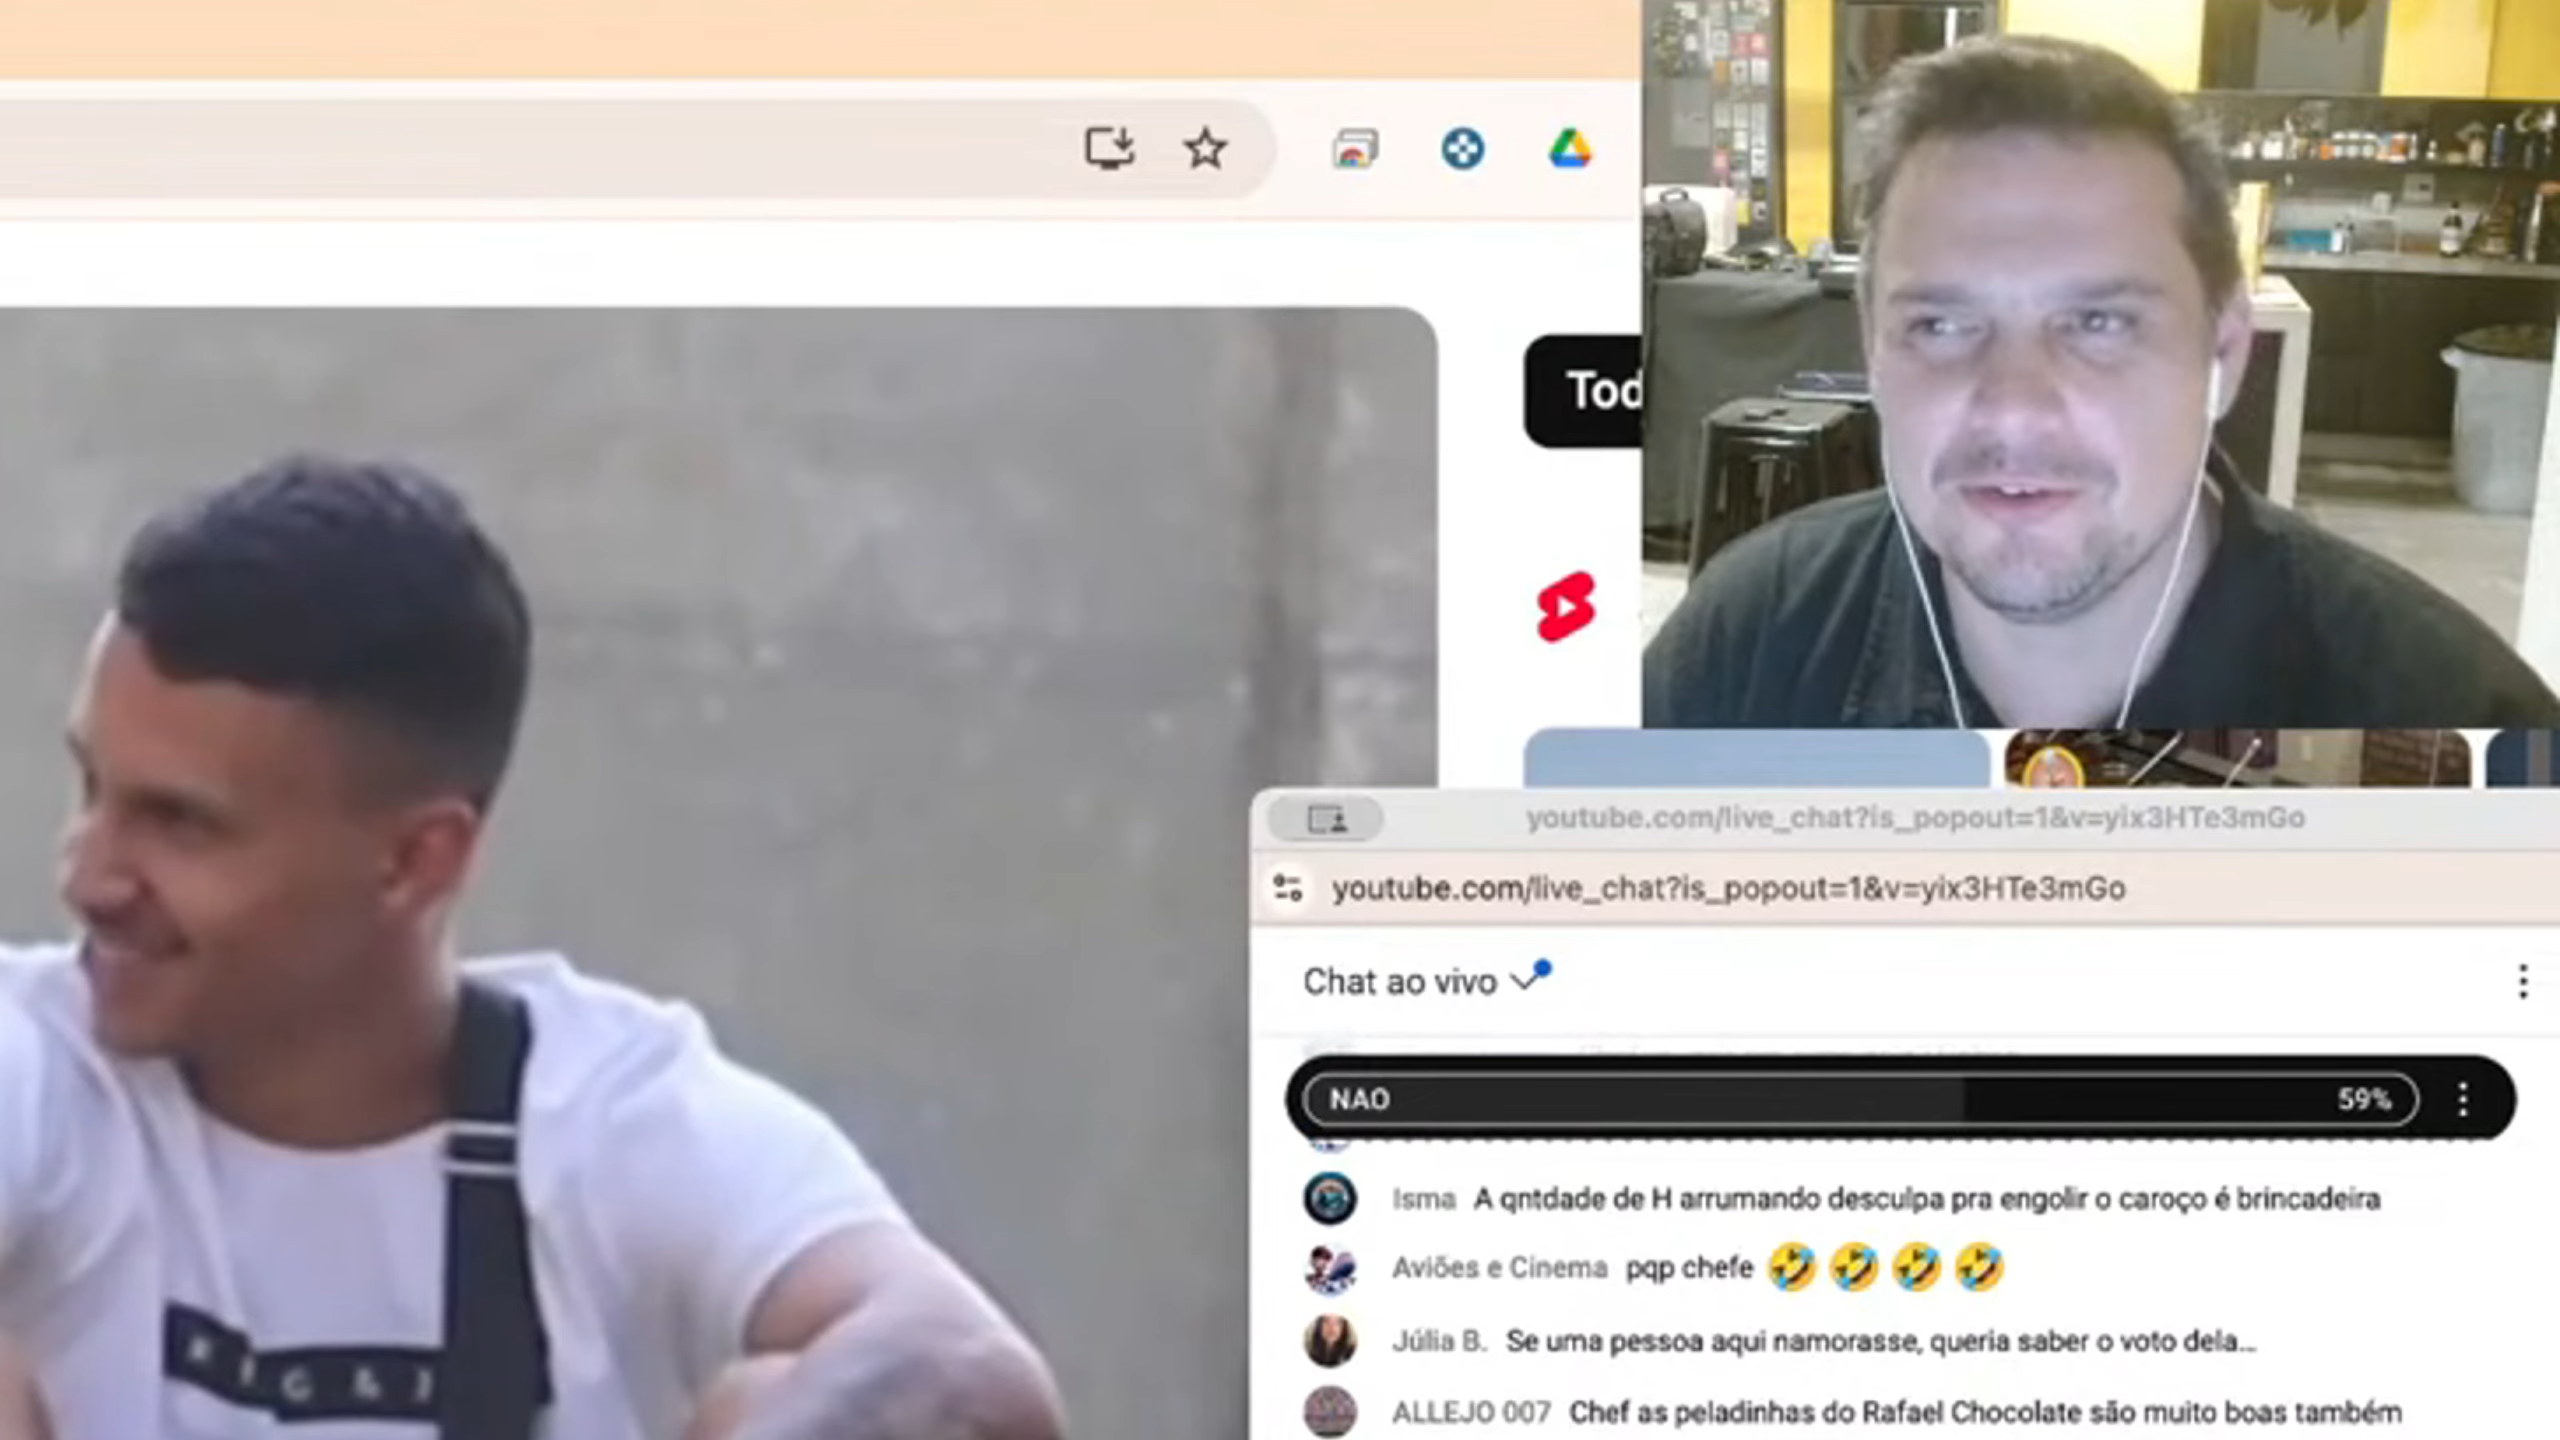 Tod
youtube.com/live_chat?is_popout=1&v=yix3HTe3mGo
youtube.com/live_chat?is_popout=1&v=yix3HTe3mGo
Chat ao vivo
NAO 59%
Isma A qntdade de H arrumando desculpa pra engolir o caroço é brincadeira
Aviões e Cinema pqp chefe 🤣🤣🤣🤣
Júlia B. Se uma pessoa aqui namorasse, queria saber o voto dela...
ALLEJO 007 Chef as peladinhas do Rafael Chocolate são muito boas também